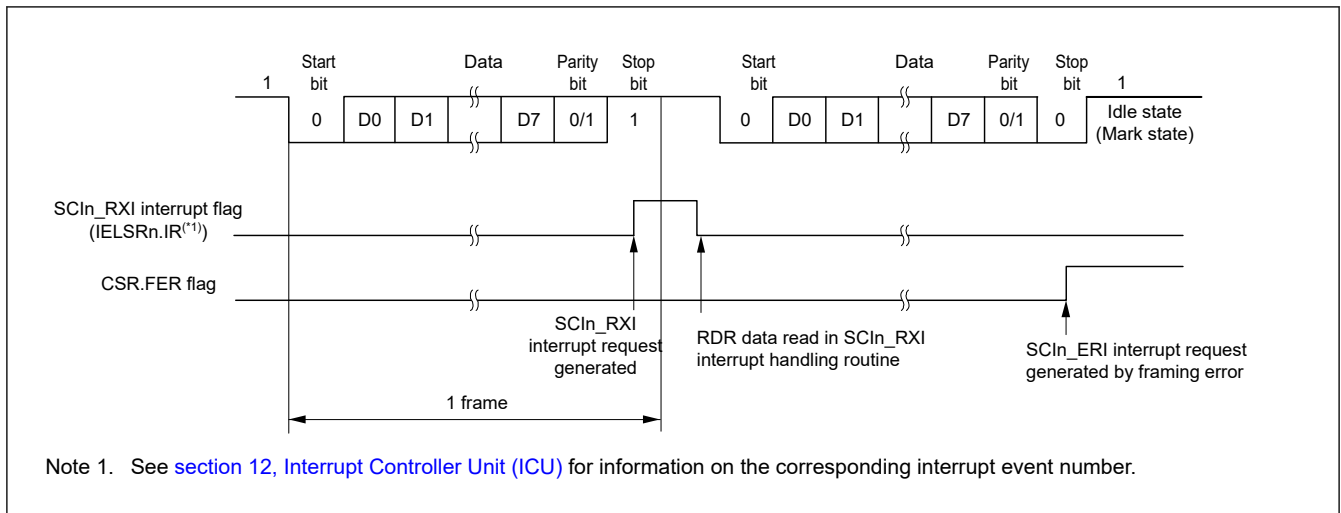 Start bit Data Parity bit Stop bit Start bit Data Parity bit Stop bit
1 0 D0 D1 D7 0/1 1 0 D0 D1 D7 0/1 0 1
Idle state
(Mark state)
SCIn_RXI interrupt flag
(IELSRn.IR(*1))
CSR.FER flag
SCIn_RXI
interrupt request
generated
RDR data read in SCIn_RXI
interrupt handling routine
SCIn_ERI interrupt request
generated by framing error
1 frame
Note 1. See section 12, Interrupt Controller Unit (ICU) for information on the corresponding interrupt event number.